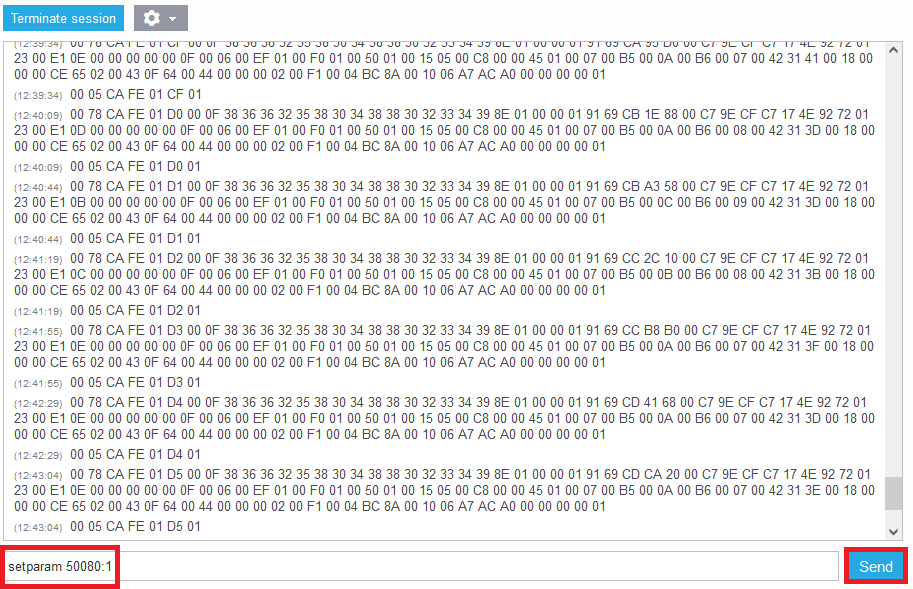 Terminate session
(12:39:34) 00 78 CA FE 01 CF 00 0F 38 36 36 32 35 38 30 34 38 38 30 32 33 34 39 8E 01 00 00 01 91 69 CA 95 D0 00 C7 9E CF C7 17 4E 92 72 01
23 00 E1 0E 00 00 00 00 00 0F 00 06 00 EF 01 00 F0 01 00 50 01 00 15 05 00 C8 00 00 45 01 00 07 00 B5 00 0A 00 B6 00 07 00 42 31 41 00 18 00
00 00 CE 65 02 00 43 0F 64 00 44 00 00 00 02 00 F1 00 04 BC 8A 00 10 06 A7 AC A0 00 00 00 00 01
(12:39:34) 00 05 CA FE 01 CF 01
(12:40:09) 00 78 CA FE 01 D0 00 0F 38 36 36 32 35 38 30 34 38 38 30 32 33 34 39 8E 01 00 00 01 91 69 CB 1E 88 00 C7 9E CF C7 17 4E 92 72 01
23 00 E1 0D 00 00 00 00 00 0F 00 06 00 EF 01 00 F0 01 00 50 01 00 15 05 00 C8 00 00 45 01 00 07 00 B5 00 0A 00 B6 00 08 00 42 31 3D 00 18 00
00 00 CE 65 02 00 43 0F 64 00 44 00 00 00 02 00 F1 00 04 BC 8A 00 10 06 A7 AC A0 00 00 00 00 01
(12:40:09) 00 05 CA FE 01 D0 01
(12:40:44) 00 78 CA FE 01 D1 00 0F 38 36 36 32 35 38 30 34 38 38 30 32 33 34 39 8E 01 00 00 01 91 69 CB A3 58 00 C7 9E CF C7 17 4E 92 72 01
23 00 E1 0B 00 00 00 00 00 0F 00 06 00 EF 01 00 F0 01 00 50 01 00 15 05 00 C8 00 00 45 01 00 07 00 B5 00 0C 00 B6 00 09 00 42 31 3D 00 18 00
00 00 CE 65 02 00 43 0F 64 00 44 00 00 00 02 00 F1 00 04 BC 8A 00 10 06 A7 AC A0 00 00 00 00 01
(12:40:44) 00 05 CA FE 01 D1 01
(12:41:19) 00 78 CA FE 01 D2 00 0F 38 36 36 32 35 38 30 34 38 38 30 32 33 34 39 8E 01 00 00 01 91 69 CC 2C 10 00 C7 9E CF C7 17 4E 92 72 01
23 00 E1 0C 00 00 00 00 00 0F 00 06 00 EF 01 00 F0 01 00 50 01 00 15 05 00 C8 00 00 45 01 00 07 00 B5 00 0B 00 B6 00 08 00 42 31 3B 00 18 00
00 00 CE 65 02 00 43 0F 64 00 44 00 00 00 02 00 F1 00 04 BC 8A 00 10 06 A7 AC A0 00 00 00 00 01
(12:41:19) 00 05 CA FE 01 D2 01
(12:41:55) 00 78 CA FE 01 D3 00 0F 38 36 36 32 35 38 30 34 38 38 30 32 33 34 39 8E 01 00 00 01 91 69 CC B8 B0 00 C7 9E CF C7 17 4E 92 72 01
23 00 E1 0E 00 00 00 00 00 0F 00 06 00 EF 01 00 F0 01 00 50 01 00 15 05 00 C8 00 00 45 01 00 07 00 B5 00 0A 00 B6 00 07 00 42 31 3F 00 18 00
00 00 CE 65 02 00 43 0F 64 00 44 00 00 00 02 00 F1 00 04 BC 8A 00 10 06 A7 AC A0 00 00 00 00 01
(12:41:55) 00 05 CA FE 01 D3 01
(12:42:29) 00 78 CA FE 01 D4 00 0F 38 36 36 32 35 38 30 34 38 38 30 32 33 34 39 8E 01 00 00 01 91 69 CD 41 68 00 C7 9E CF C7 17 4E 92 72 01
23 00 E1 0E 00 00 00 00 00 0F 00 06 00 EF 01 00 F0 01 00 50 01 00 15 05 00 C8 00 00 45 01 00 07 00 B5 00 0A 00 B6 00 07 00 42 31 3D 00 18 00
00 00 CE 65 02 00 43 0F 64 00 44 00 00 00 02 00 F1 00 04 BC 8A 00 10 06 A7 AC A0 00 00 00 00 01
(12:42:29) 00 05 CA FE 01 D4 01
(12:43:04) 00 78 CA FE 01 D5 00 0F 38 36 36 32 35 38 30 34 38 38 30 32 33 34 39 8E 01 00 00 01 91 69 CD CA 20 00 C7 9E CF C7 17 4E 92 72 01
23 00 E1 0E 00 00 00 00 00 0F 00 06 00 EF 01 00 F0 01 00 50 01 00 15 05 00 C8 00 00 45 01 00 07 00 B5 00 0A 00 B6 00 07 00 42 31 3E 00 18 00
00 00 CE 65 02 00 43 0F 64 00 44 00 00 00 02 00 F1 00 04 BC 8A 00 10 06 A7 AC A0 00 00 00 00 01
(12:43:04) 00 05 CA FE 01 D5 01
setparam 50080:1
Send